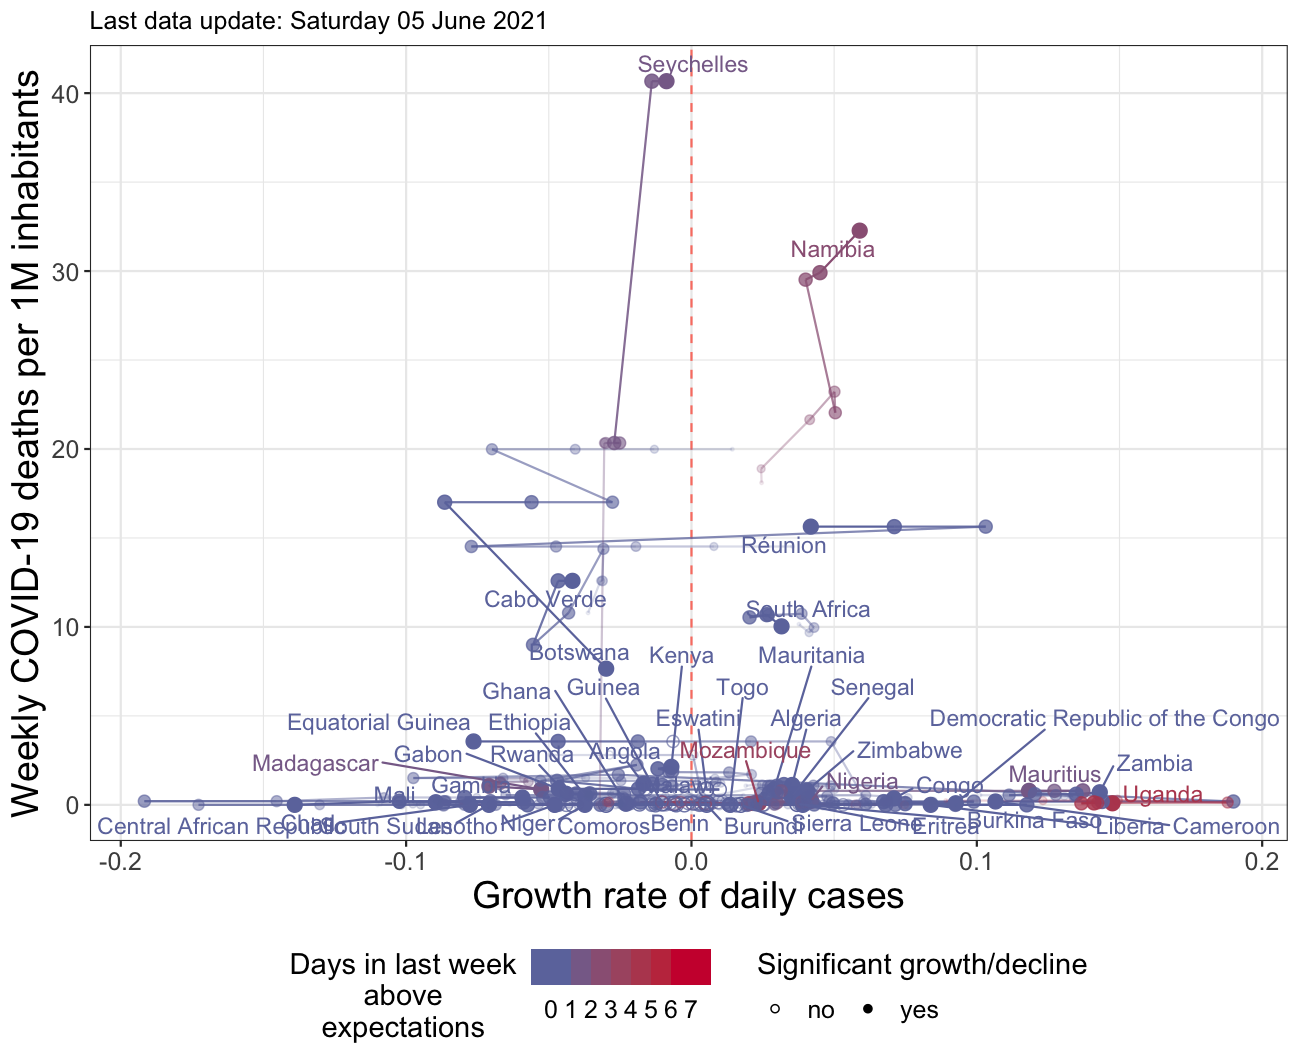 Last data update: Saturday 05 June 2021
Weekly COVID-19 deaths per 1M inhabitants
40
30
20
10
0
Seychelles
Namibia
Réunion
Cabo Verde
South Africa
Botswana
Kenya
Mauritania
Ghana
Guinea
Togo
Senegal
Equatorial Guinea
Ethiopia
Eswatini
Algeria
Democratic Republic of the Congo
Gabon
Rwanda
Angola
Mozambique
Zimbabwe
Madagascar
Zambia
Mali
Gambia
Malawi
Nigeria
Congo
Mauritius
Uganda
Central African Republic
Chad
South Sudan
Lesotho
Niger
Comoros
Benin
Burundi
Sierra Leone
Eritrea
Burkina Faso
Liberia
Cameroon
-0.2
-0.1
0.0
0.1
0.2
Growth rate of daily cases
Days in last week
above
expectations
0 1 2 3 4 5 6 7
Significant growth/decline
no
yes